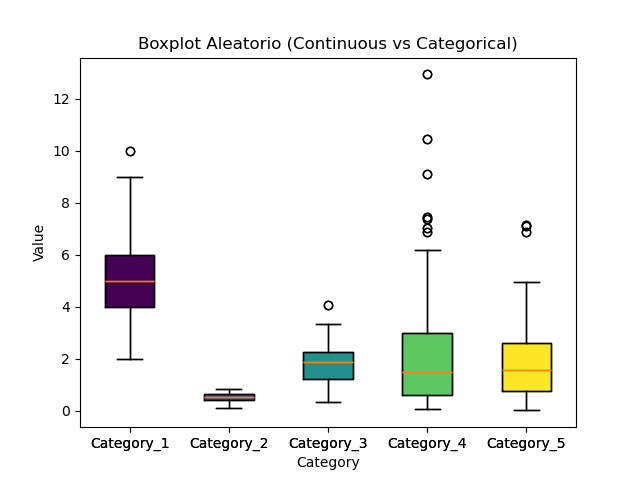 Boxplot Aleatorio (Continuous vs Categorical)
12
10
8
6
4
2
0
Value
Category_1 Category_2 Category_3 Category_4 Category_5
Category